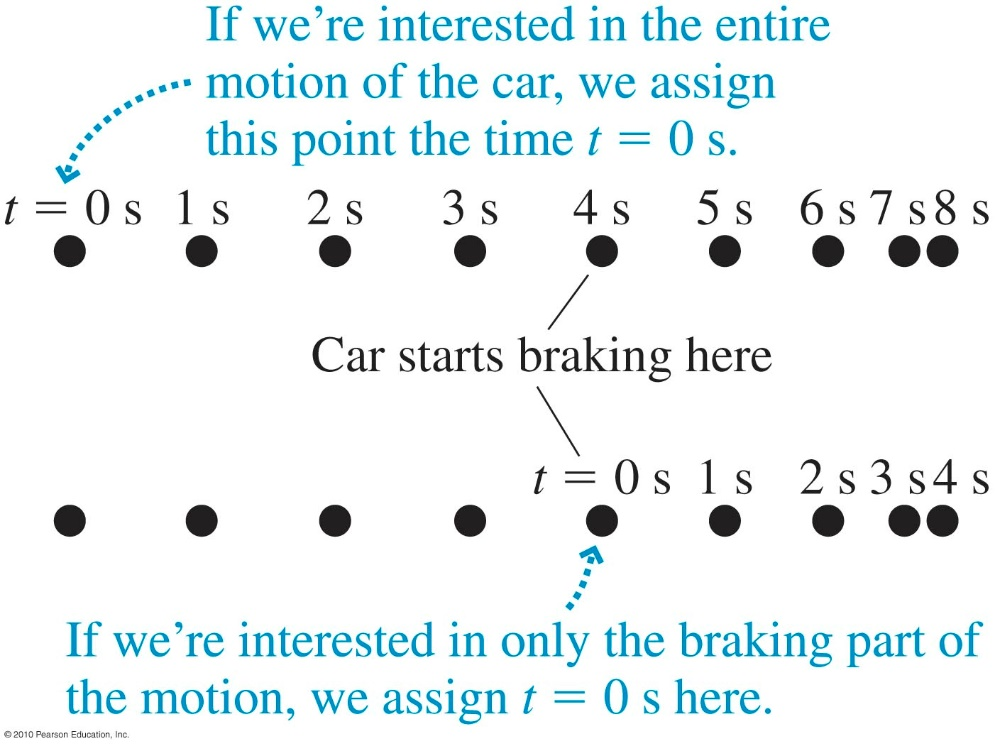 If we’re interested in the entire
motion of the car, we assign
this point the time t = 0 s.
t = 0 s 1 s 2 s 3 s 4 s 5 s 6 s 7 s 8 s
Car starts braking here
t = 0 s 1 s 2 s 3 s 4 s
If we’re interested in only the braking part of
the motion, we assign t = 0 s here.
© 2010 Pearson Education, Inc.